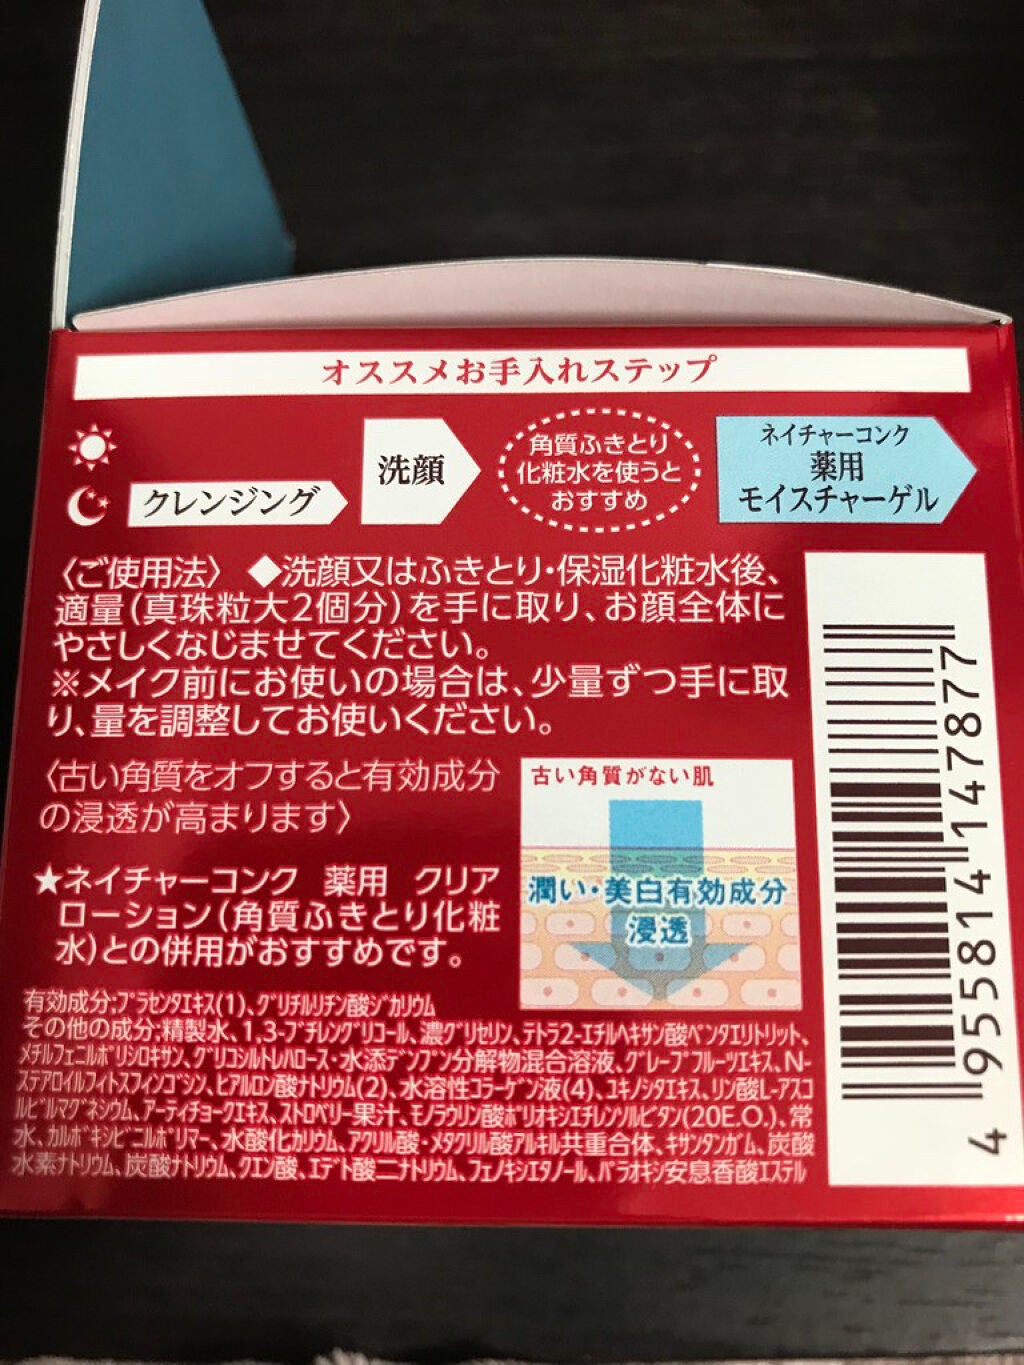 オススメお手入れステップ
クレンジング
洗顔
角質ふきとり
化粧水を使うと
おすすめ
ネイチャーコンク
薬用
モイスチャーゲル
〈ご使用法〉 ◆洗顔又はふきとり・保湿化粧水後、
適量(真珠粒大2個分)を手に取り、お顔全体に
やさしくなじませてください。
※メイク前にお使いの場合は、少量ずつ手に取
り、量を調整してお使いください。
〈古い角質をオフすると有効成分
の浸透が高まります〉
★ネイチャーコンク 薬用 クリア
ローション(角質ふきとり化粧
水)との併用がおすすめです。
古い角質がない肌
潤い・美白有効成分
浸透
有効成分:プラセンタエキス(1)、グリチルリチン酸ジカリウム
その他の成分:精製水、1,3-ブチレングリコール、濃グリセリン、テトラ2-エチルヘキサン酸ペンタエリトリット、
メチルフェニルポリシロキサン、グリコシルトレハロース・水添デンプン分解物混合溶液、グレープフルーツエキス、N-
ステアロイルフィトスフィンゴシン、ヒアルロン酸ナトリウム(2)、水溶性コラーゲン液(4)、ユキノシタエキス、リン酸L-アスコ
ルビルマグネシウム、アーティチョークエキス、ストロベリー果汁、モノラウリン酸ポリオキシエチレンソルビタン(20E.O.)、常
水、カルボキシビニルポリマー、水酸化カリウム、アクリル酸・メタクリル酸アルキル共重合体、キサンタンガム、炭酸
水素ナトリウム、炭酸ナトリウム、クエン酸、エデト酸二ナトリウム、フェノキシエタノール、パラオキシ安息香酸エステル
4 955814 147877